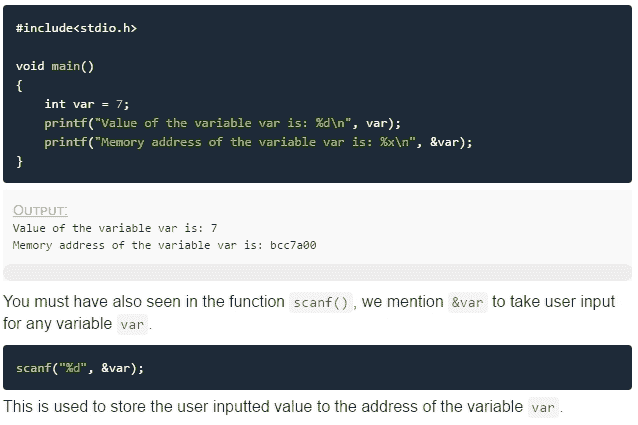 #include<stdio.h>
void main()
{
int var = 7;
printf("Value of the variable var is: %d\n", var);
printf("Memory address of the variable var is: %x\n", &var);
}
OUTPUT:
Value of the variable var is: 7
Memory address of the variable var is: bcc7a00
You must have also seen in the function scanf() , we mention &var to take user input
for any variable var .
scanf("%d", &var);
This is used to store the user inputted value to the address of the variable var .